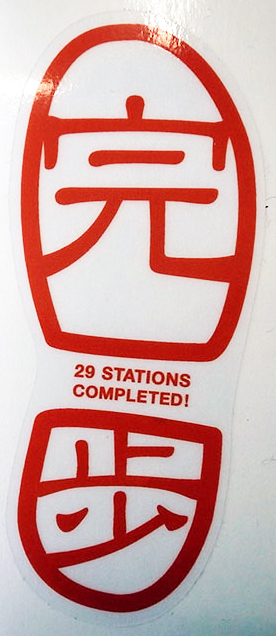 完
29 STATIONS
COMPLETED!
歩